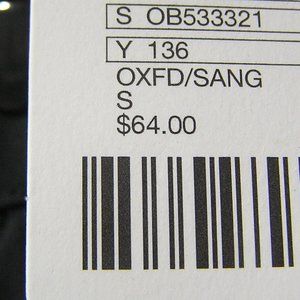 S OB533321
Y 136
OXFD/SANG
S
$64.00